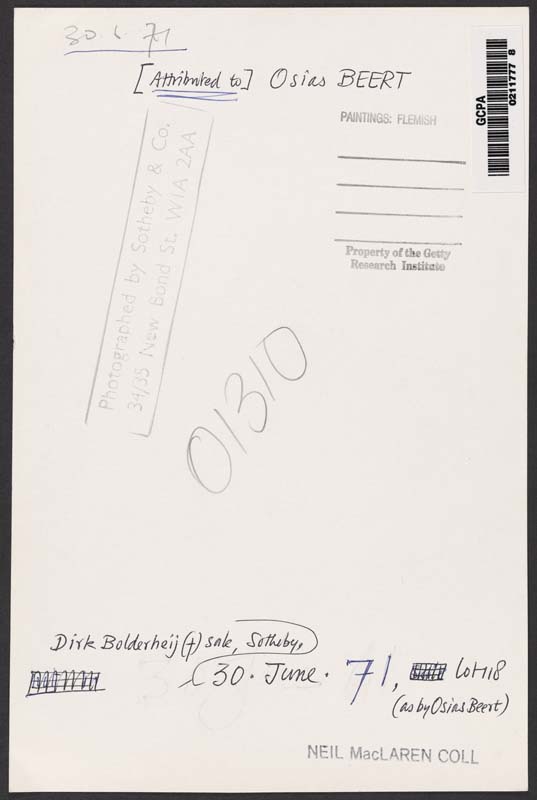 30. 6. 71
[Attributed to] Osias BEERT
GCPA
0211777 8
PAINTINGS: FLEMISH
Property of the Getty
Research Institute
Photographed by Sotheby & Co.
34/35 New Bond St. W1A 2AA
01310
Dirk Bolderheij (†) sale, Sotheby,
30. June. 71, Lot 118
(as by Osias Beert)
NEIL MacLAREN COLL